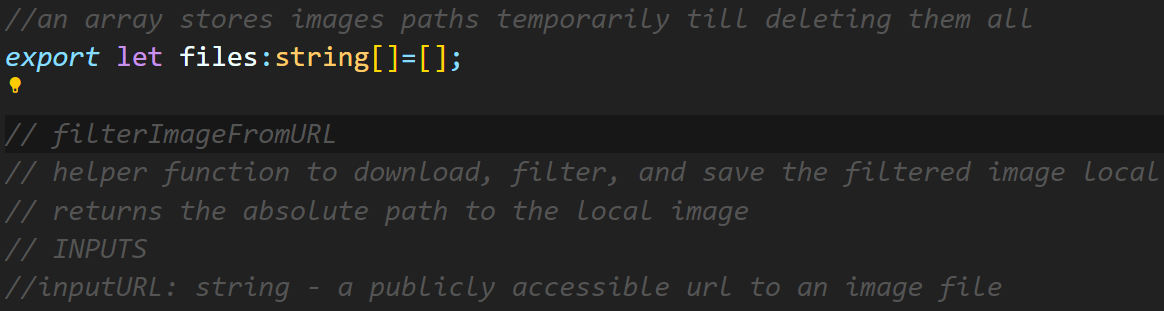 //an array stores images paths temporarily till deleting them all
export let files:string[]=[];
// filterImageFromURL
// helper function to download, filter, and save the filtered image local
// returns the absolute path to the local image
// INPUTS
//inputURL: string - a publicly accessible url to an image file